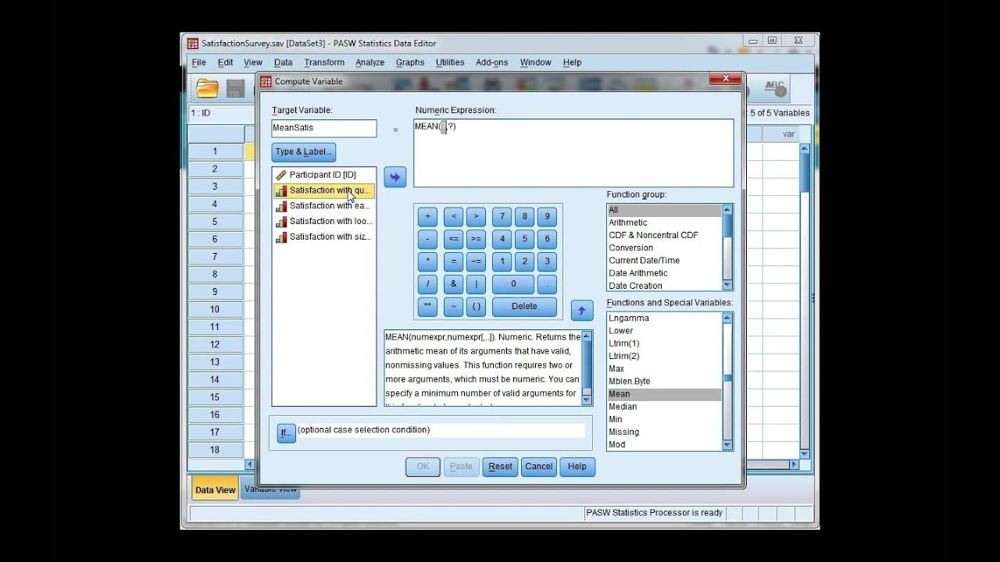 SatisfactionSurvey.sav [DataSet3] - PASW Statistics Data Editor
File Edit View Data Transform Analyze Graphs Utilities Add-ons Window Help
Compute Variable
ABC
1 : ID
: 5 of 5 Variables
var
1
2
3
4
5
6
7
8
9
10
11
12
13
14
15
16
17
18
Target Variable:
MeanSatis
=
Type & Label...
Participant ID [ID]
Satisfaction with qu...
Satisfaction with ea...
Satisfaction with loo...
Satisfaction with siz...
Numeric Expression:
MEAN(?,?)
+ < > 7 8 9
- <= >= 4 5 6
* = ~= 1 2 3
/ & | 0 .
** ~ ( ) Delete
Function group:
All
Arithmetic
CDF & Noncentral CDF
Conversion
Current Date/Time
Date Arithmetic
Date Creation
Functions and Special Variables:
Lngamma
Lower
Ltrim(1)
Ltrim(2)
Max
Mblen.Byte
Mean
Median
Min
Missing
Mod
MEAN(numexpr,numexpr[,..]). Numeric. Returns the
arithmetic mean of its arguments that have valid,
nonmissing values. This function requires two or
more arguments, which must be numeric. You can
specify a minimum number of valid arguments for
If... (optional case selection condition)
OK Paste Reset Cancel Help
Data View Variable View
PASW Statistics Processor is ready